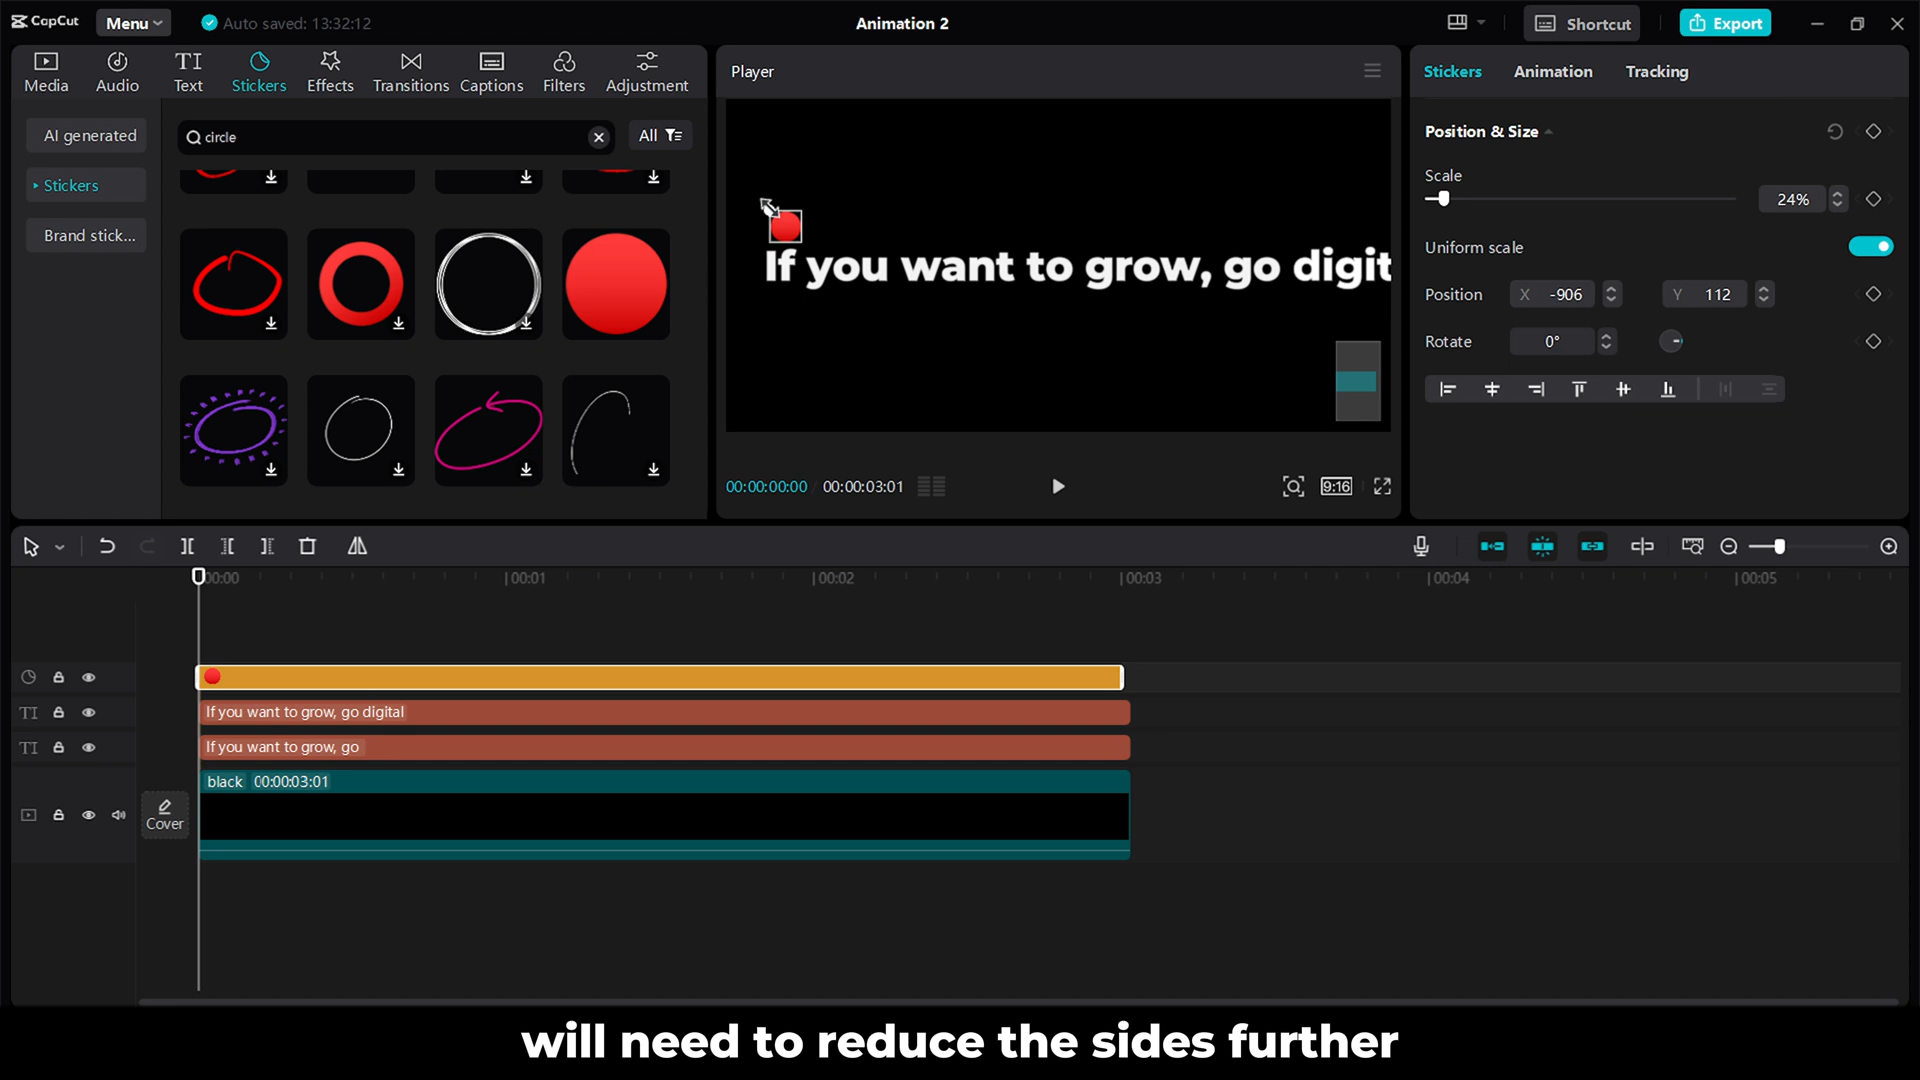 CapCut
Menu
Auto saved: 13:32:12
Animation 2
Shortcut
Export
Media
Audio
TI
Text
Stickers
Effects
Transitions
Captions
Filters
Adjustment
Player
Stickers
Animation
Tracking
AI generated
circle
All
Stickers
Brand stick...
Position & Size
Scale
24%
Uniform scale
Position
X -906
Y 112
Rotate
0°
If you want to grow, go digit
00:00:00:00
00:00:03:01
9:16
00:00
00:01
00:02
00:03
00:04
00:05
TI
If you want to grow, go digital
TI
If you want to grow, go
black 00:00:03:01
Cover
will need to reduce the sides further